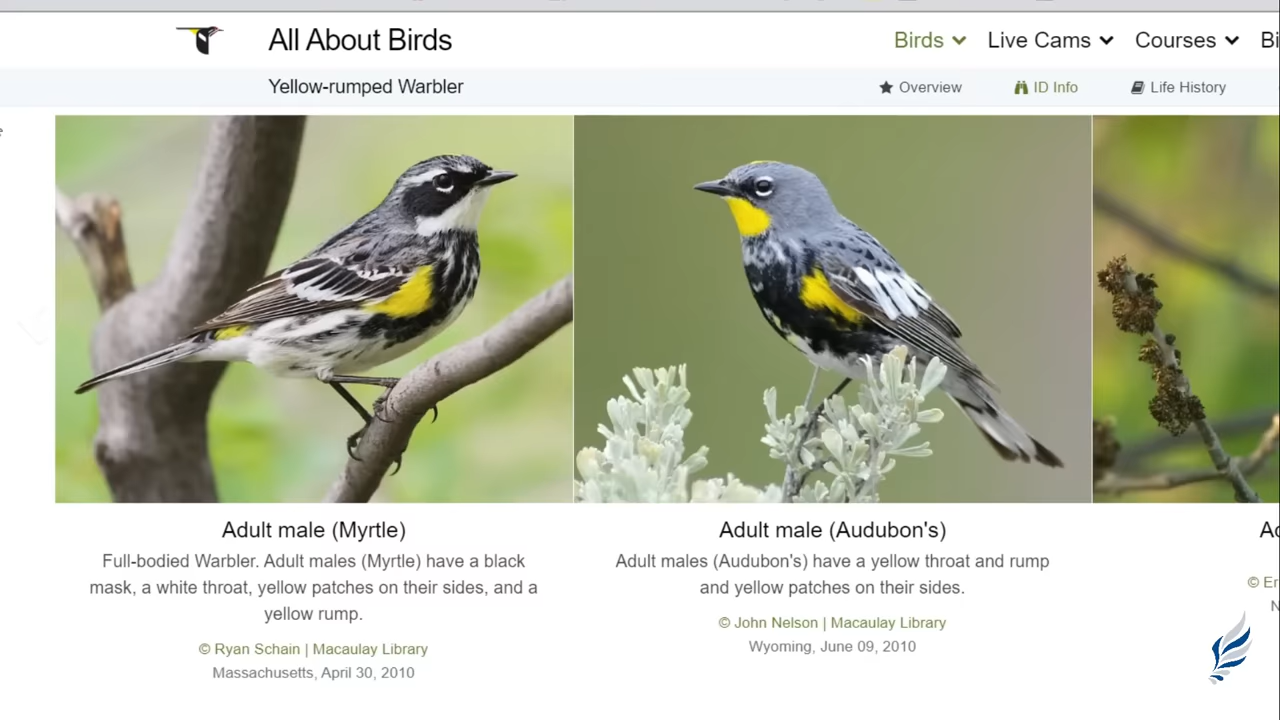 All About Birds
Birds
Live Cams
Courses
Bi
Yellow-rumped Warbler
Overview
ID Info
Life History
e
Adult male (Myrtle)
Full-bodied Warbler. Adult males (Myrtle) have a black
mask, a white throat, yellow patches on their sides, and a
yellow rump.
© Ryan Schain | Macaulay Library
Massachusetts, April 30, 2010
Adult male (Audubon's)
Adult males (Audubon's) have a yellow throat and rump
and yellow patches on their sides.
© John Nelson | Macaulay Library
Wyoming, June 09, 2010
© Er
N